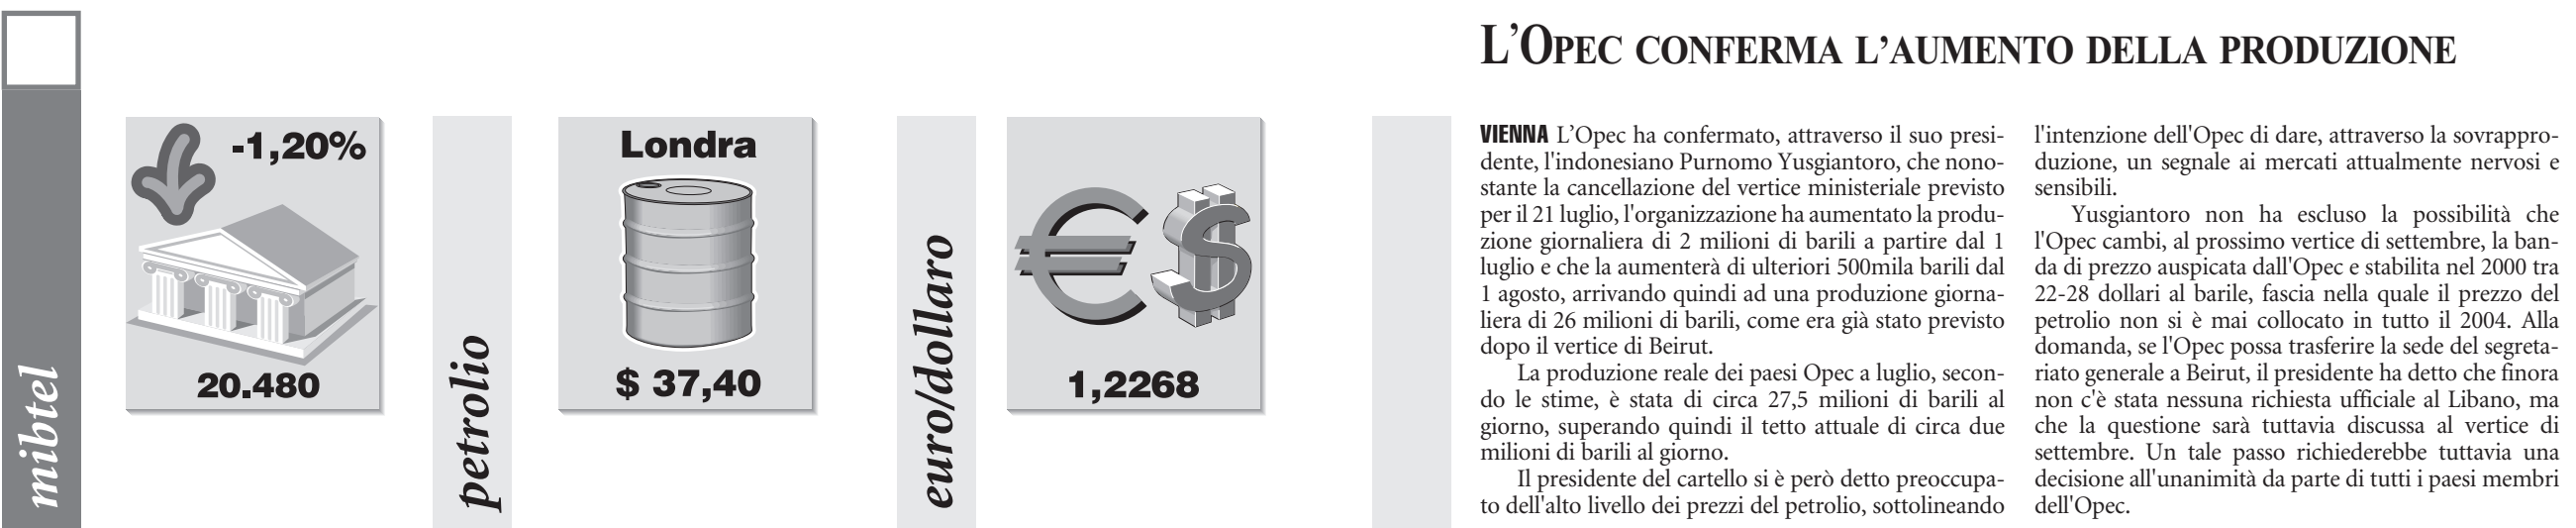 mibtel
-1,20%
20.480
petrolio
Londra
$ 37,40
euro/dollaro
1,2268
L’OPEC CONFERMA L’AUMENTO DELLA PRODUZIONE
VIENNA L’Opec ha confermato, attraverso il suo presi-
dente, l'indonesiano Purnomo Yusgiantoro, che nono-
stante la cancellazione del vertice ministeriale previsto
per il 21 luglio, l'organizzazione ha aumentato la produ-
zione giornaliera di 2 milioni di barili a partire dal 1
luglio e che la aumenterà di ulteriori 500mila barili dal
1 agosto, arrivando quindi ad una produzione giorna-
liera di 26 milioni di barili, come era già stato previsto
dopo il vertice di Beirut.
La produzione reale dei paesi Opec a luglio, secon-
do le stime, è stata di circa 27,5 milioni di barili al
giorno, superando quindi il tetto attuale di circa due
milioni di barili al giorno.
Il presidente del cartello si è però detto preoccupa-
to dell'alto livello dei prezzi del petrolio, sottolineando
l'intenzione dell'Opec di dare, attraverso la sovrappro-
duzione, un segnale ai mercati attualmente nervosi e
sensibili.
Yusgiantoro non ha escluso la possibilità che
l'Opec cambi, al prossimo vertice di settembre, la ban-
da di prezzo auspicata dall'Opec e stabilita nel 2000 tra
22-28 dollari al barile, fascia nella quale il prezzo del
petrolio non si è mai collocato in tutto il 2004. Alla
domanda, se l'Opec possa trasferire la sede del segreta-
riato generale a Beirut, il presidente ha detto che finora
non c'è stata nessuna richiesta ufficiale al Libano, ma
che la questione sarà tuttavia discussa al vertice di
settembre. Un tale passo richiederebbe tuttavia una
decisione all'unanimità da parte di tutti i paesi membri
dell'Opec.